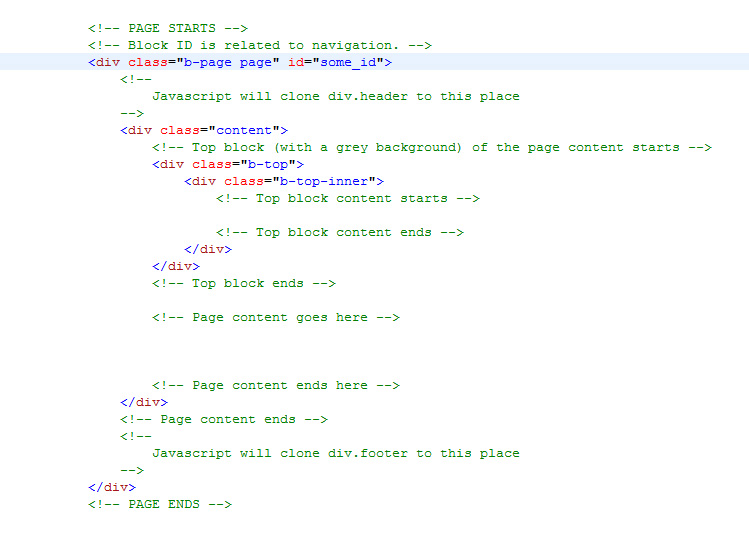 <!-- PAGE STARTS -->
<!-- Block ID is related to navigation. -->
<div class="b-page page" id="some_id">
<!--
Javascript will clone div.header to this place
-->
<div class="content">
<!-- Top block (with a grey background) of the page content starts -->
<div class="b-top">
<div class="b-top-inner">
<!-- Top block content starts -->
<!-- Top block content ends -->
</div>
</div>
<!-- Top block ends -->
<!-- Page content goes here -->
<!-- Page content ends here -->
</div>
<!-- Page content ends -->
<!--
Javascript will clone div.footer to this place
-->
</div>
<!-- PAGE ENDS -->